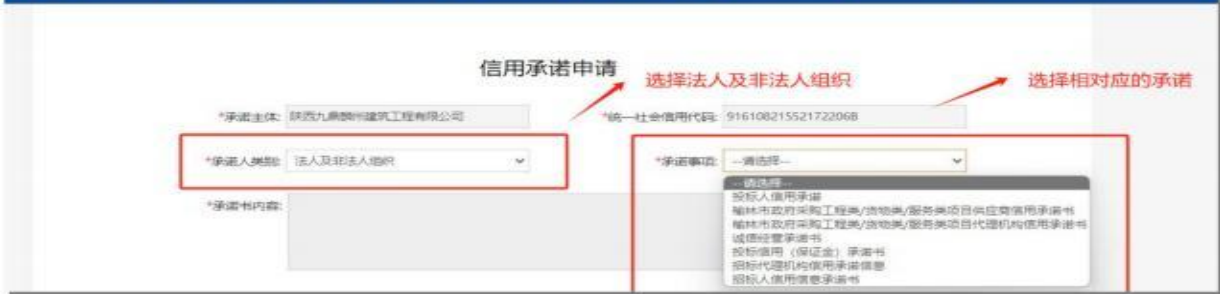 信用承诺申请
选择法人及非法人组织
选择相对应的承诺
*承诺主体: 陕西九鼎麟州建筑工程有限公司 *统一社会信用代码: 91610821552172206B
*承诺人类别: 法人及非法人组织 *承诺事项: ---请选择---
*承诺书内容:
---请选择---
投标人信用承诺
榆林市政府采购工程类/货物类/服务类项目供应商信用承诺书
榆林市政府采购工程类/货物类/服务类项目代理机构信用承诺书
诚信经营承诺书
投标信用（保证金）承诺书
招标代理机构信用承诺信息
招标人信用信息承诺书